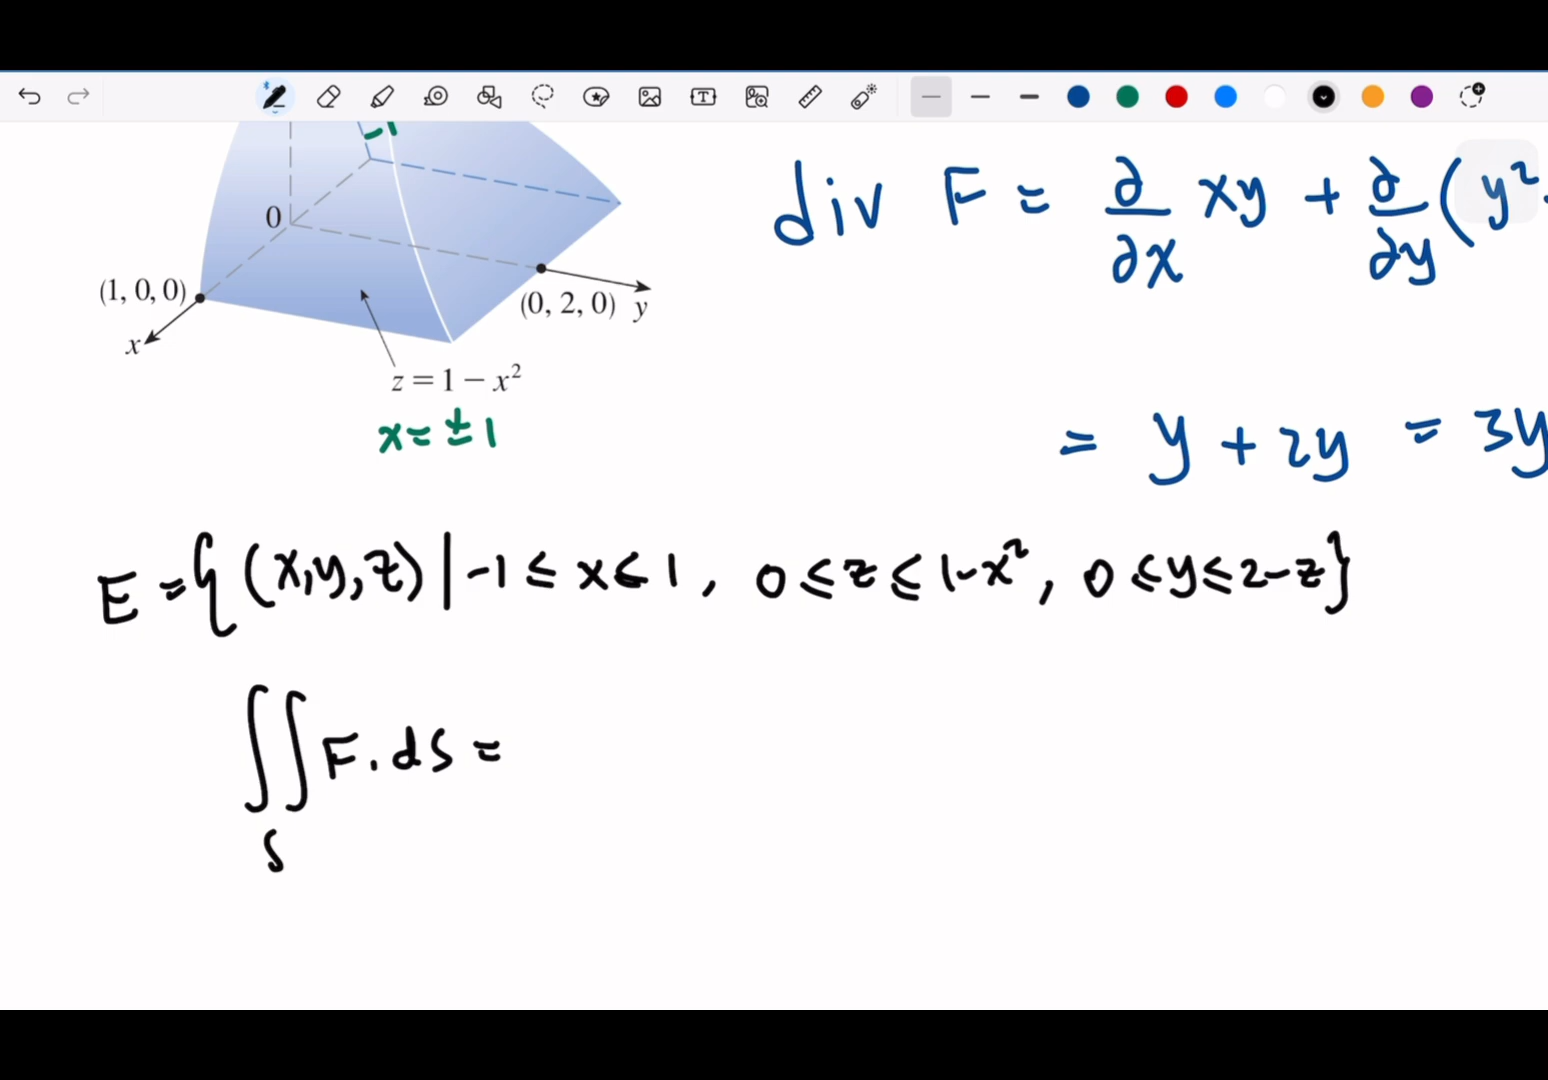 -1
0
(1, 0, 0)
x
(0, 2, 0) y
z = 1 − x²
x = ± 1
div F = ∂/∂x xy + ∂/∂y (y²
= y + 2y = 3y
E = { (x,y,z) | -1 ≤ x ≤ 1 , 0 ≤ z ≤ 1-x² , 0 ≤ y ≤ 2-z }
∬ F . ds =
S